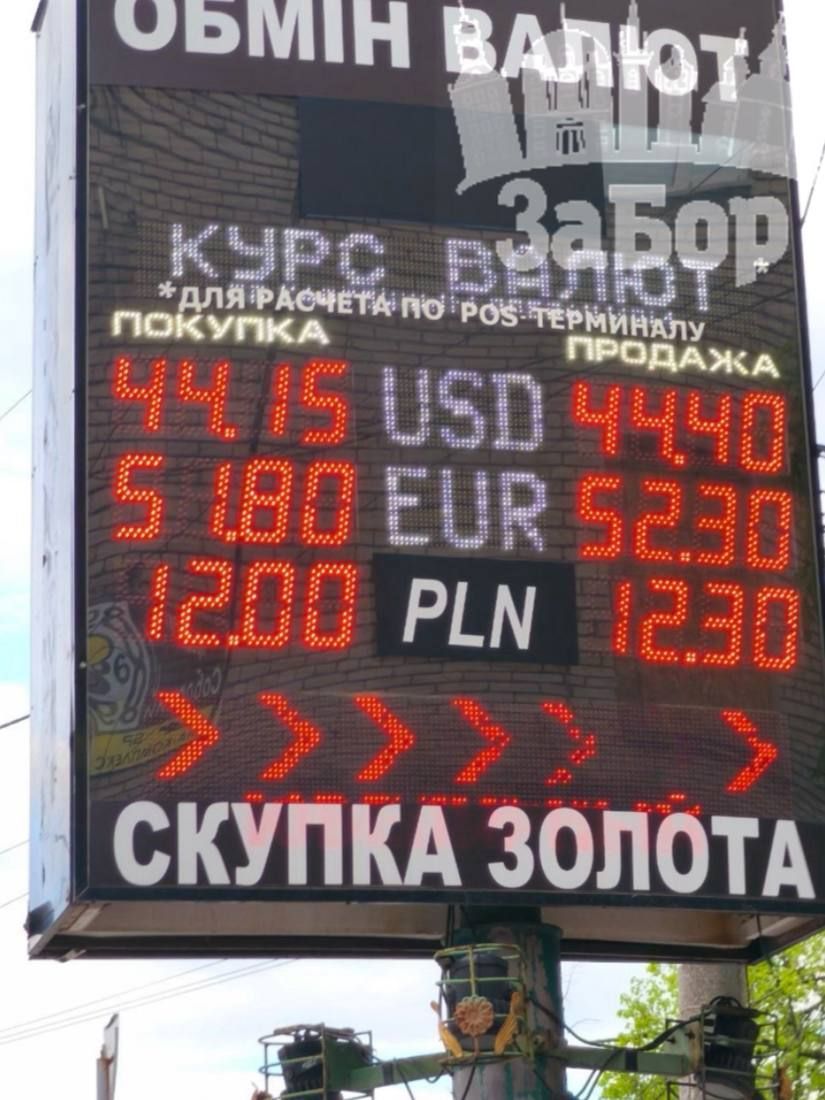 ОБМІН ВАЛЮТ
ЗаБор
КУРС ВАЛЮТ *
*ДЛЯ РАСЧЕТА ПО POS-ТЕРМИНАЛУ
ПОКУПКА ПРОДАЖА
44.15 USD 44.40
51.80 EUR 52.30
12.00 PLN 12.30
СКУПКА ЗОЛОТА